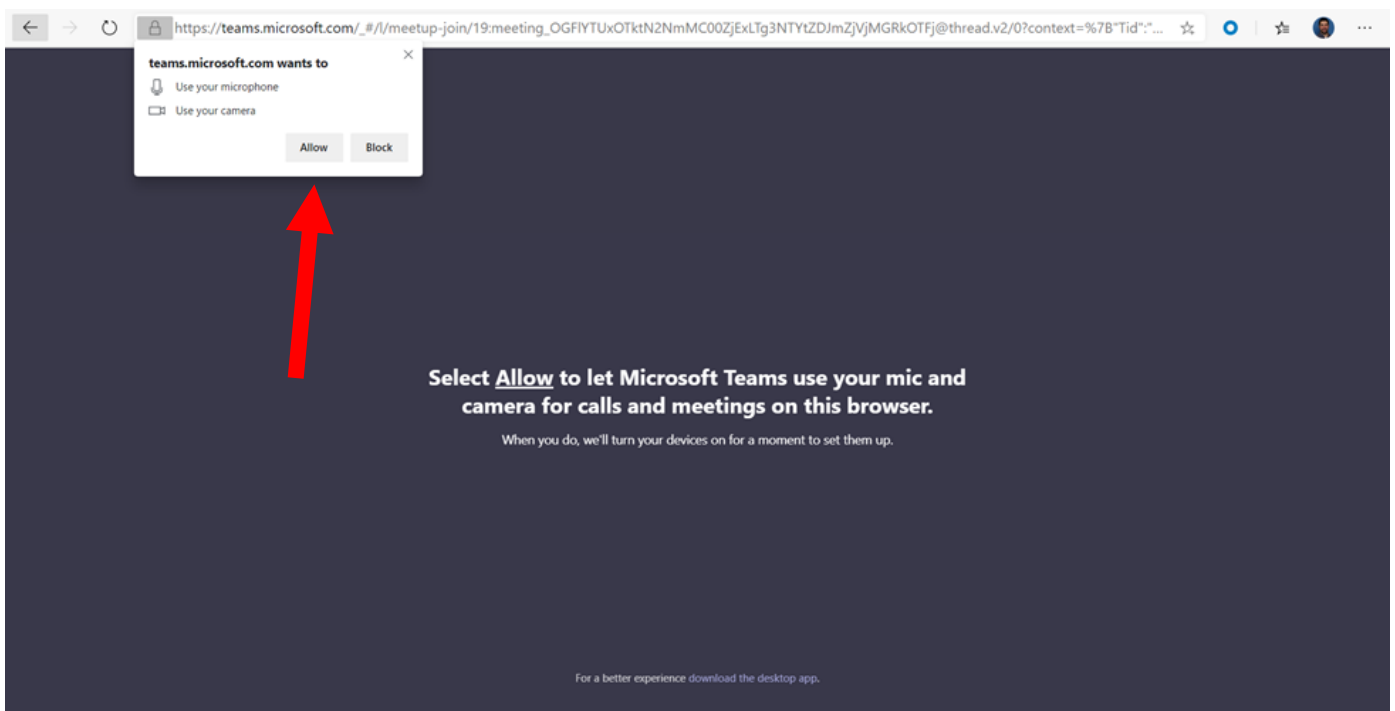 https://teams.microsoft.com/_#/l/meetup-join/19:meeting_OGFlYTUxOTktN2NmMC00ZjExLTg3NTYtZDJmZjVjMGRkOTFj@thread.v2/0?context=%7B"Tid":"...
teams.microsoft.com wants to
Use your microphone
Use your camera
Allow Block
Select Allow to let Microsoft Teams use your mic and
camera for calls and meetings on this browser.
When you do, we'll turn your devices on for a moment to set them up.
For a better experience download the desktop app.